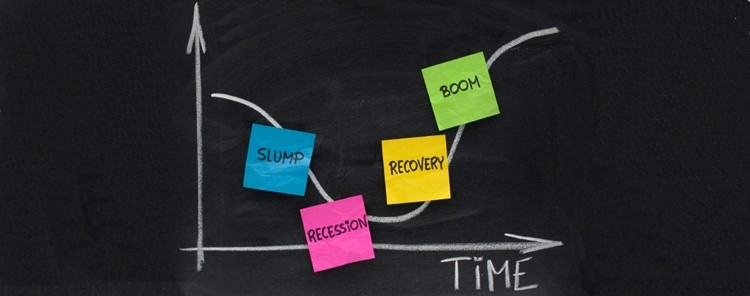 SLUMP
RECESSION
RECOVERY
BOOM
TIME